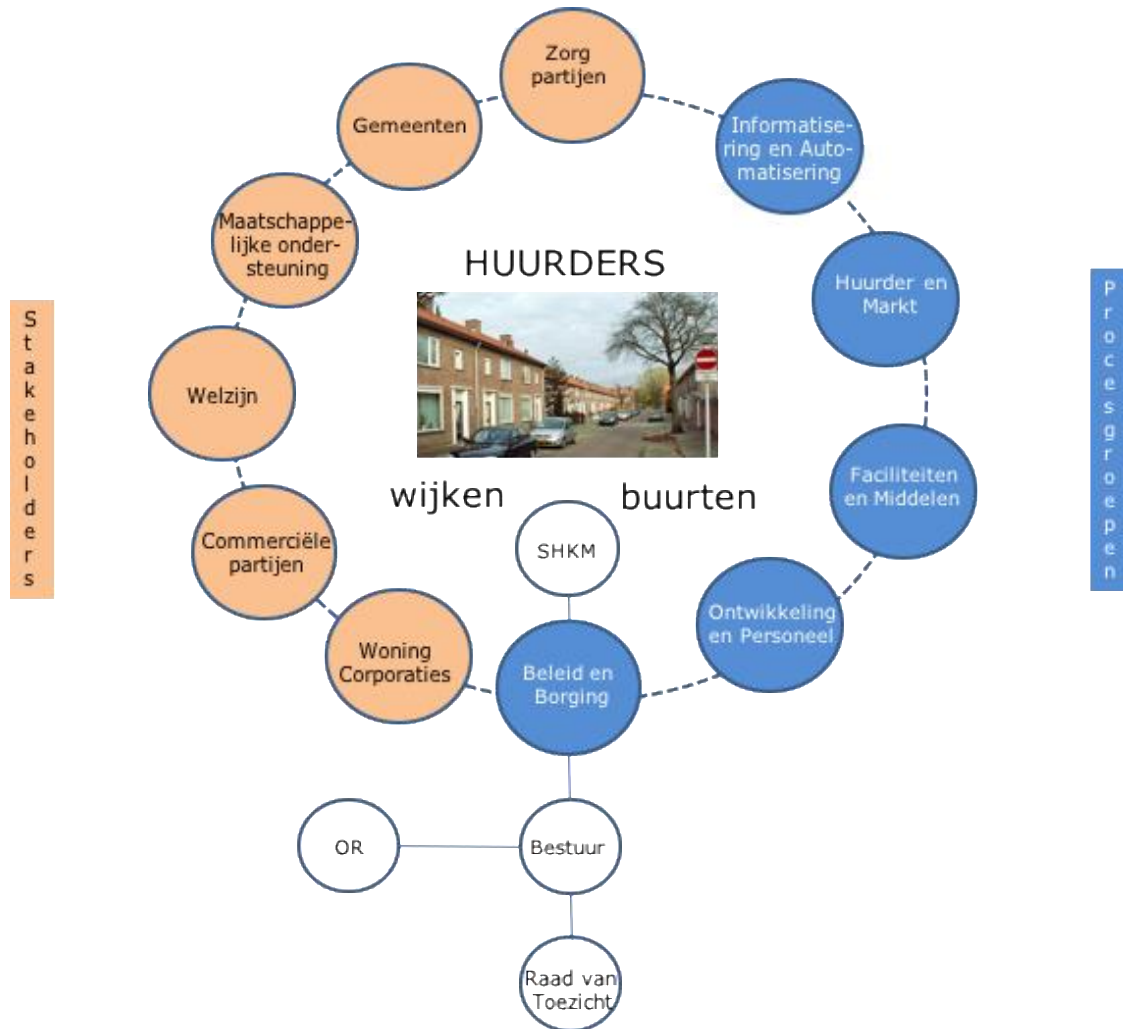 Zorg
partijen
Gemeenten
Informatise-
ring en Auto-
matisering
Maatschappe-
lijke onder-
steuning
HUURDERS
Huurder en
Markt
Stakeholders
Procesgroepen
Welzijn
Faciliteiten
en Middelen
wijken
buurten
Commerciële
partijen
SHKM
Ontwikkeling
en Personeel
Woning
Corporaties
Beleid en
Borging
OR
Bestuur
Raad van
Toezicht